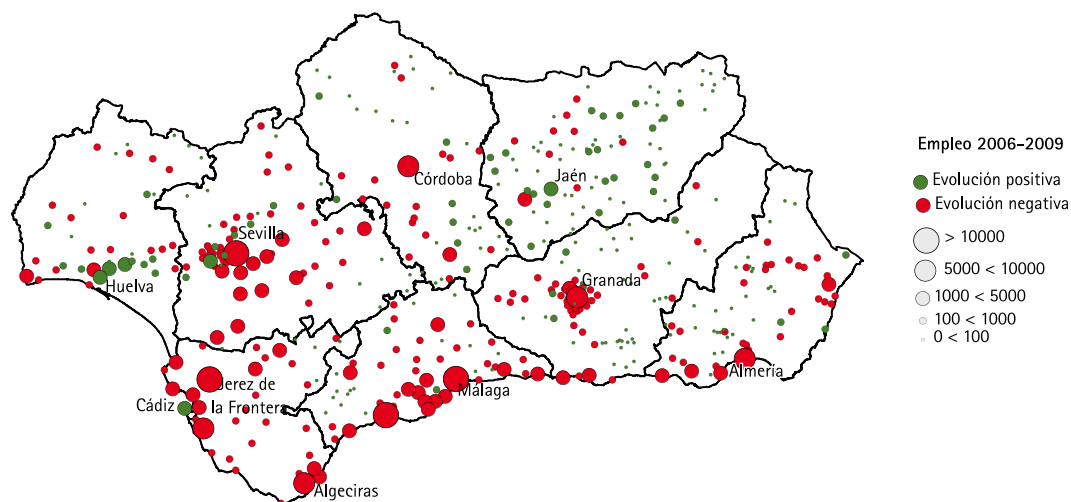 Empleo 2006-2009
Evolución positiva
Evolución negativa
> 10000
5000 < 10000
1000 < 5000
100 < 1000
0 < 100
Córdoba
Jaén
Sevilla
Huelva
Granada
Jerez de
la Frontera
Cádiz
Málaga
Almería
Algeciras